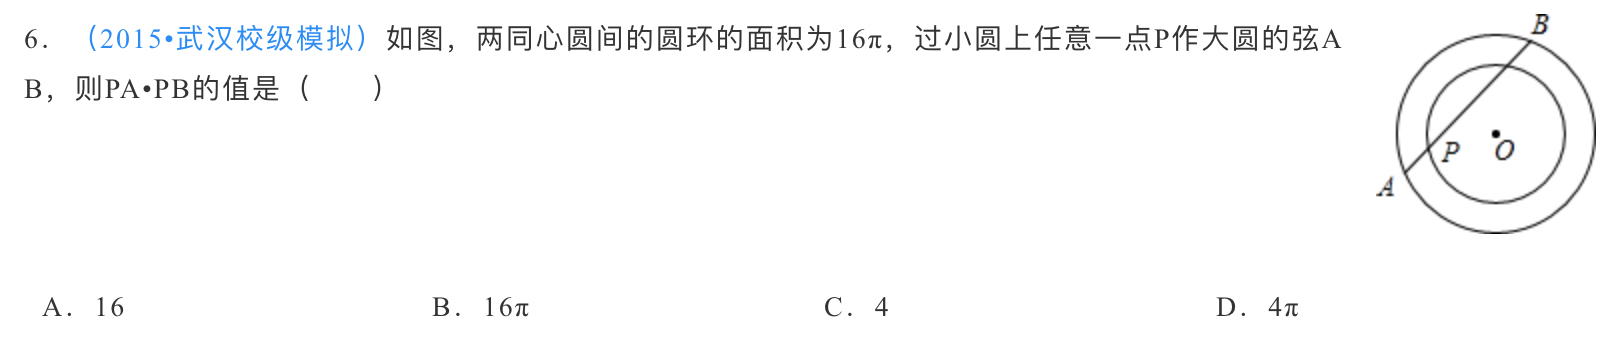 6. （2015•武汉校级模拟）如图，两同心圆间的圆环的面积为16π，过小圆上任意一点P作大圆的弦A
B，则PA•PB的值是（　　）
B
P
O
A
A. 16
B. 16π
C. 4
D. 4π